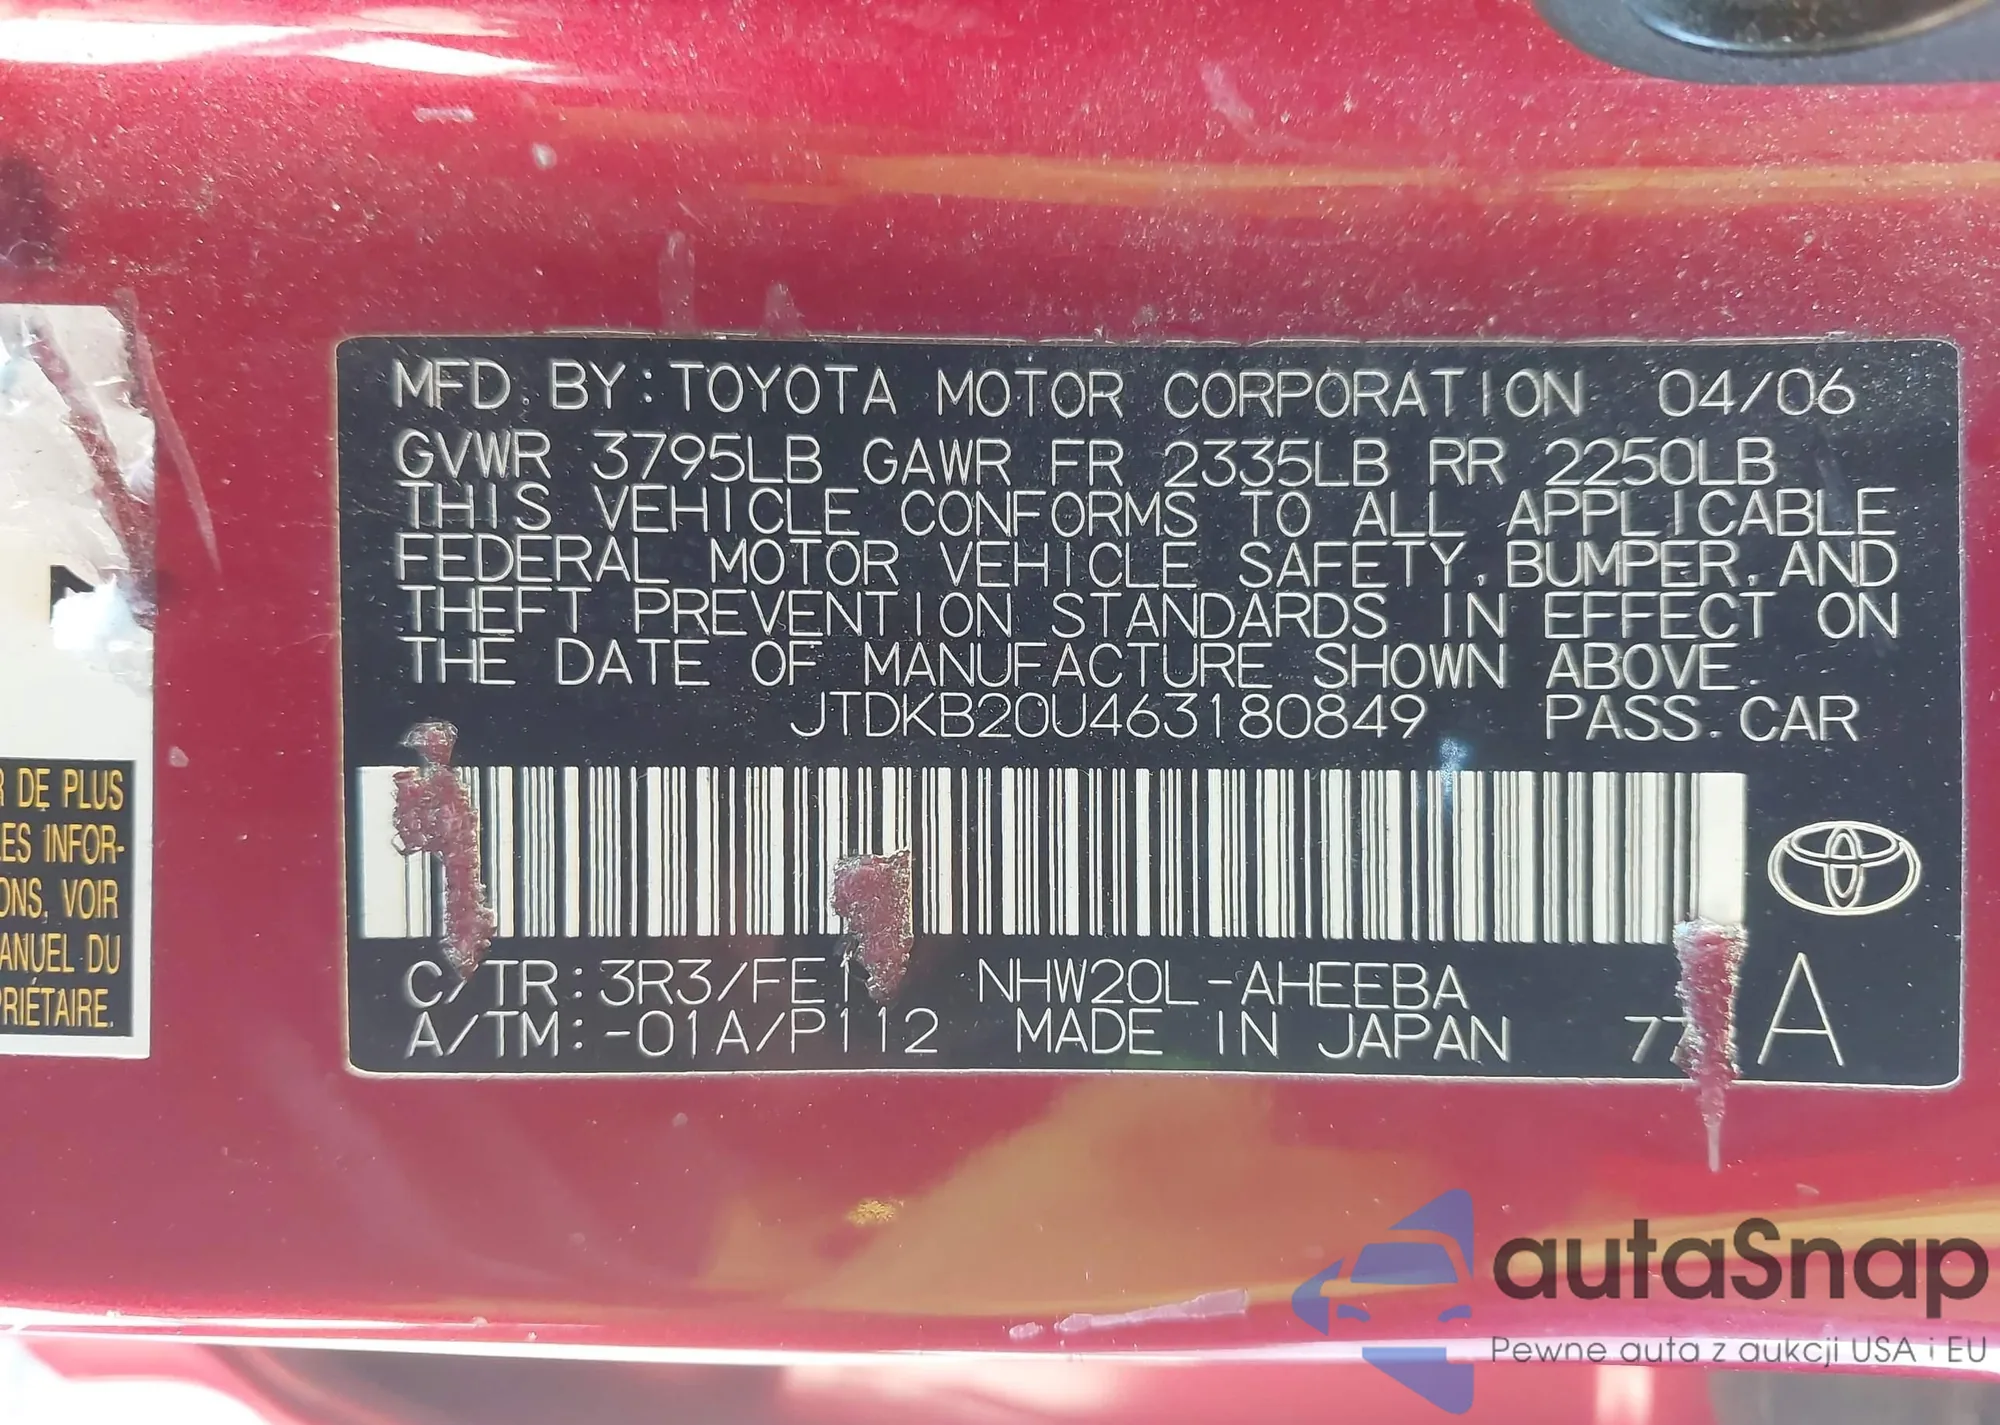 MFD. BY:TOYOTA MOTOR CORPORATION 04/06
GVWR 3795LB GAWR FR 2335LB RR 2250LB
THIS VEHICLE CONFORMS TO ALL APPLICABLE
FEDERAL MOTOR VEHICLE SAFETY, BUMPER, AND
THEFT PREVENTION STANDARDS IN EFFECT ON
THE DATE OF MANUFACTURE SHOWN ABOVE.
JTDKB20U463180849 PASS. CAR
C/TR:3R3/FE1 NHW20L-AHEEBA
A/TM:-01A/P112 MADE IN JAPAN A
R DE PLUS
LES INFOR-
ONS, VOIR
MANUEL DU
PRIÉTAIRE.
autaSnap
Pewne auta z aukcji USA i EU